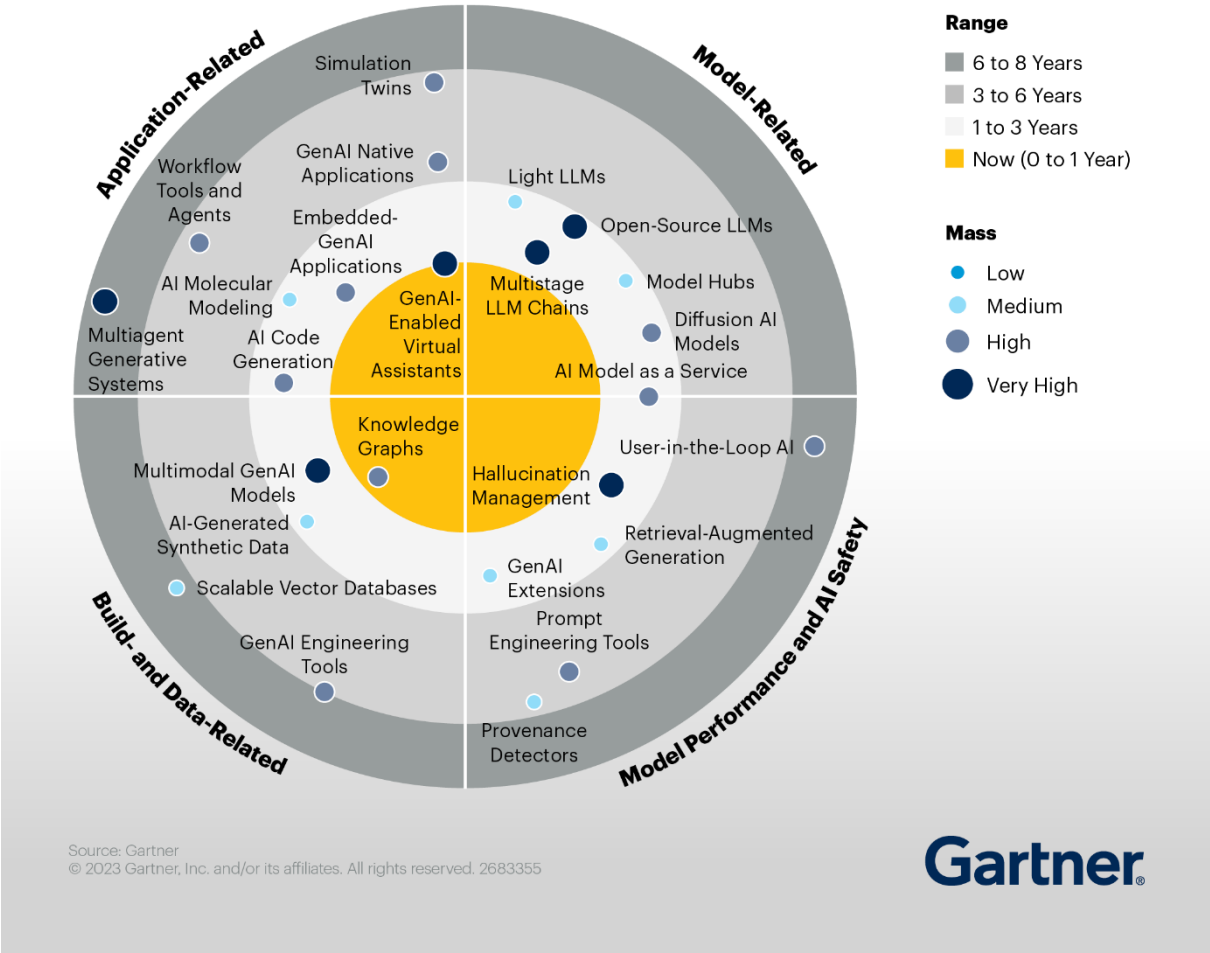 Application-Related
Simulation
Twins
GenAI Native
Applications
Workflow
Tools and
Agents
Embedded-
GenAI
Applications
AI Molecular
Modeling
Multiagent
Generative
Systems
AI Code
Generation
GenAI-
Enabled
Virtual
Assistants
Model-Related
Light LLMs
Open-Source LLMs
Multistage
LLM Chains
Model Hubs
Diffusion AI
Models
AI Model as a Service
Build- and Data-Related
Knowledge
Graphs
Multimodal GenAI
Models
AI-Generated
Synthetic Data
Scalable Vector Databases
GenAI Engineering
Tools
Model Performance and AI Safety
User-in-the-Loop AI
Hallucination
Management
Retrieval-Augmented
Generation
GenAI
Extensions
Prompt
Engineering Tools
Provenance
Detectors
Range
6 to 8 Years
3 to 6 Years
1 to 3 Years
Now (0 to 1 Year)
Mass
Low
Medium
High
Very High
Source: Gartner
© 2023 Gartner, Inc. and/or its affiliates. All rights reserved. 2683355
Gartner®